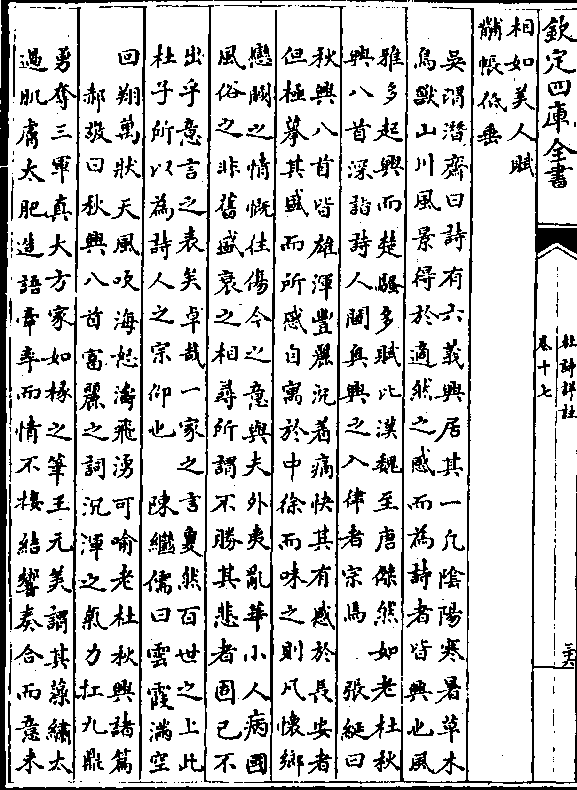 欽定四庫全書
杜詩詳註
卷十七
三六
相如美人賦
黼帳低垂
吳渭潛齋曰詩有六義興居其一凡陰陽寒暑草木
鳥獸山川風景得於適然之感而為詩者皆興也風
雅多起興而楚騷多賦比漢魏至唐傑然如老杜秋
興八首深詣詩人閫奧興之入律者宗焉　張綖曰
秋興八首皆雄渾豐麗沉着痛快其有感於長安者
但極摹其盛而所感自寓於中徐而味之則凡懷鄉
戀闕之情慨往傷今之意與夫外夷亂華小人病國
風俗之非舊盛衰之相尋所謂不勝其悲者固已不
出乎意言之表矣卓哉一家之言夐然百世之上此
杜子所以為詩人之宗仰也　陳繼儒曰雲霞滿空
回翔萬狀天風吹海怒濤飛湧可喻老杜秋興諸篇
郝敬曰秋興八首富麗之詞沉渾之氣力扛九鼎
勇奪三軍真大方家如椽之筆王元美謂其藻繡太
過肌膚太肥造語牽率而情不接結響奏合而意未